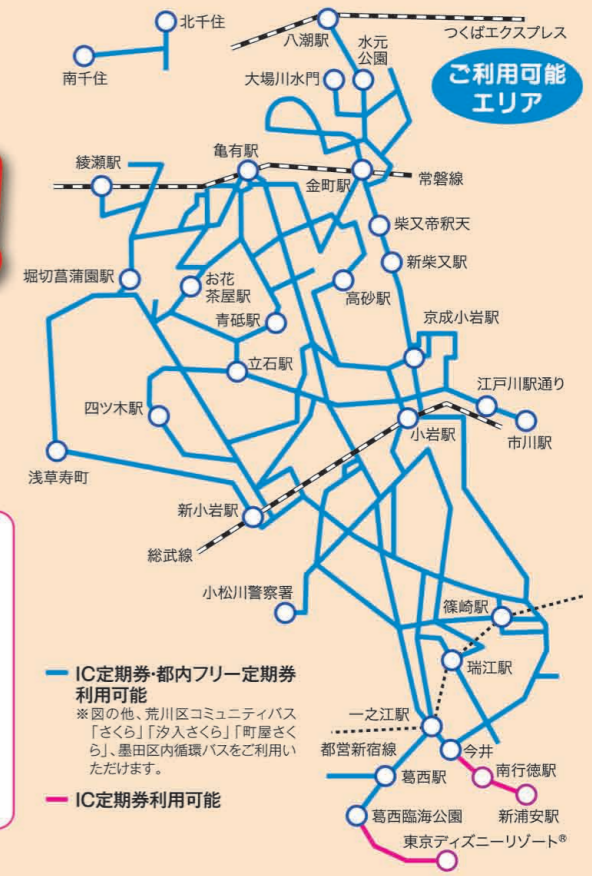 北千住
南千住
八潮駅
つくばエクスプレス
水元
公園
大場川水門
ご利用可能
エリア
綾瀬駅
亀有駅
金町駅
常磐線
柴又帝釈天
新柴又駅
堀切菖蒲園駅
お花
茶屋駅
高砂駅
青砥駅
京成小岩駅
立石駅
江戸川駅通り
四ツ木駅
小岩駅
市川駅
浅草寿町
新小岩駅
総武線
小松川警察署
篠崎駅
瑞江駅
IC定期券・都内フリー定期券
利用可能
※図の他、荒川区コミュニティバス
「さくら」「汐入さくら」「町屋さく
ら」、墨田区内循環バスをご利用い
ただけます。
一之江駅
都営新宿線
今井
葛西駅
南行徳駅
IC定期券利用可能
新浦安駅
葛西臨海公園
東京ディズニーリゾート®